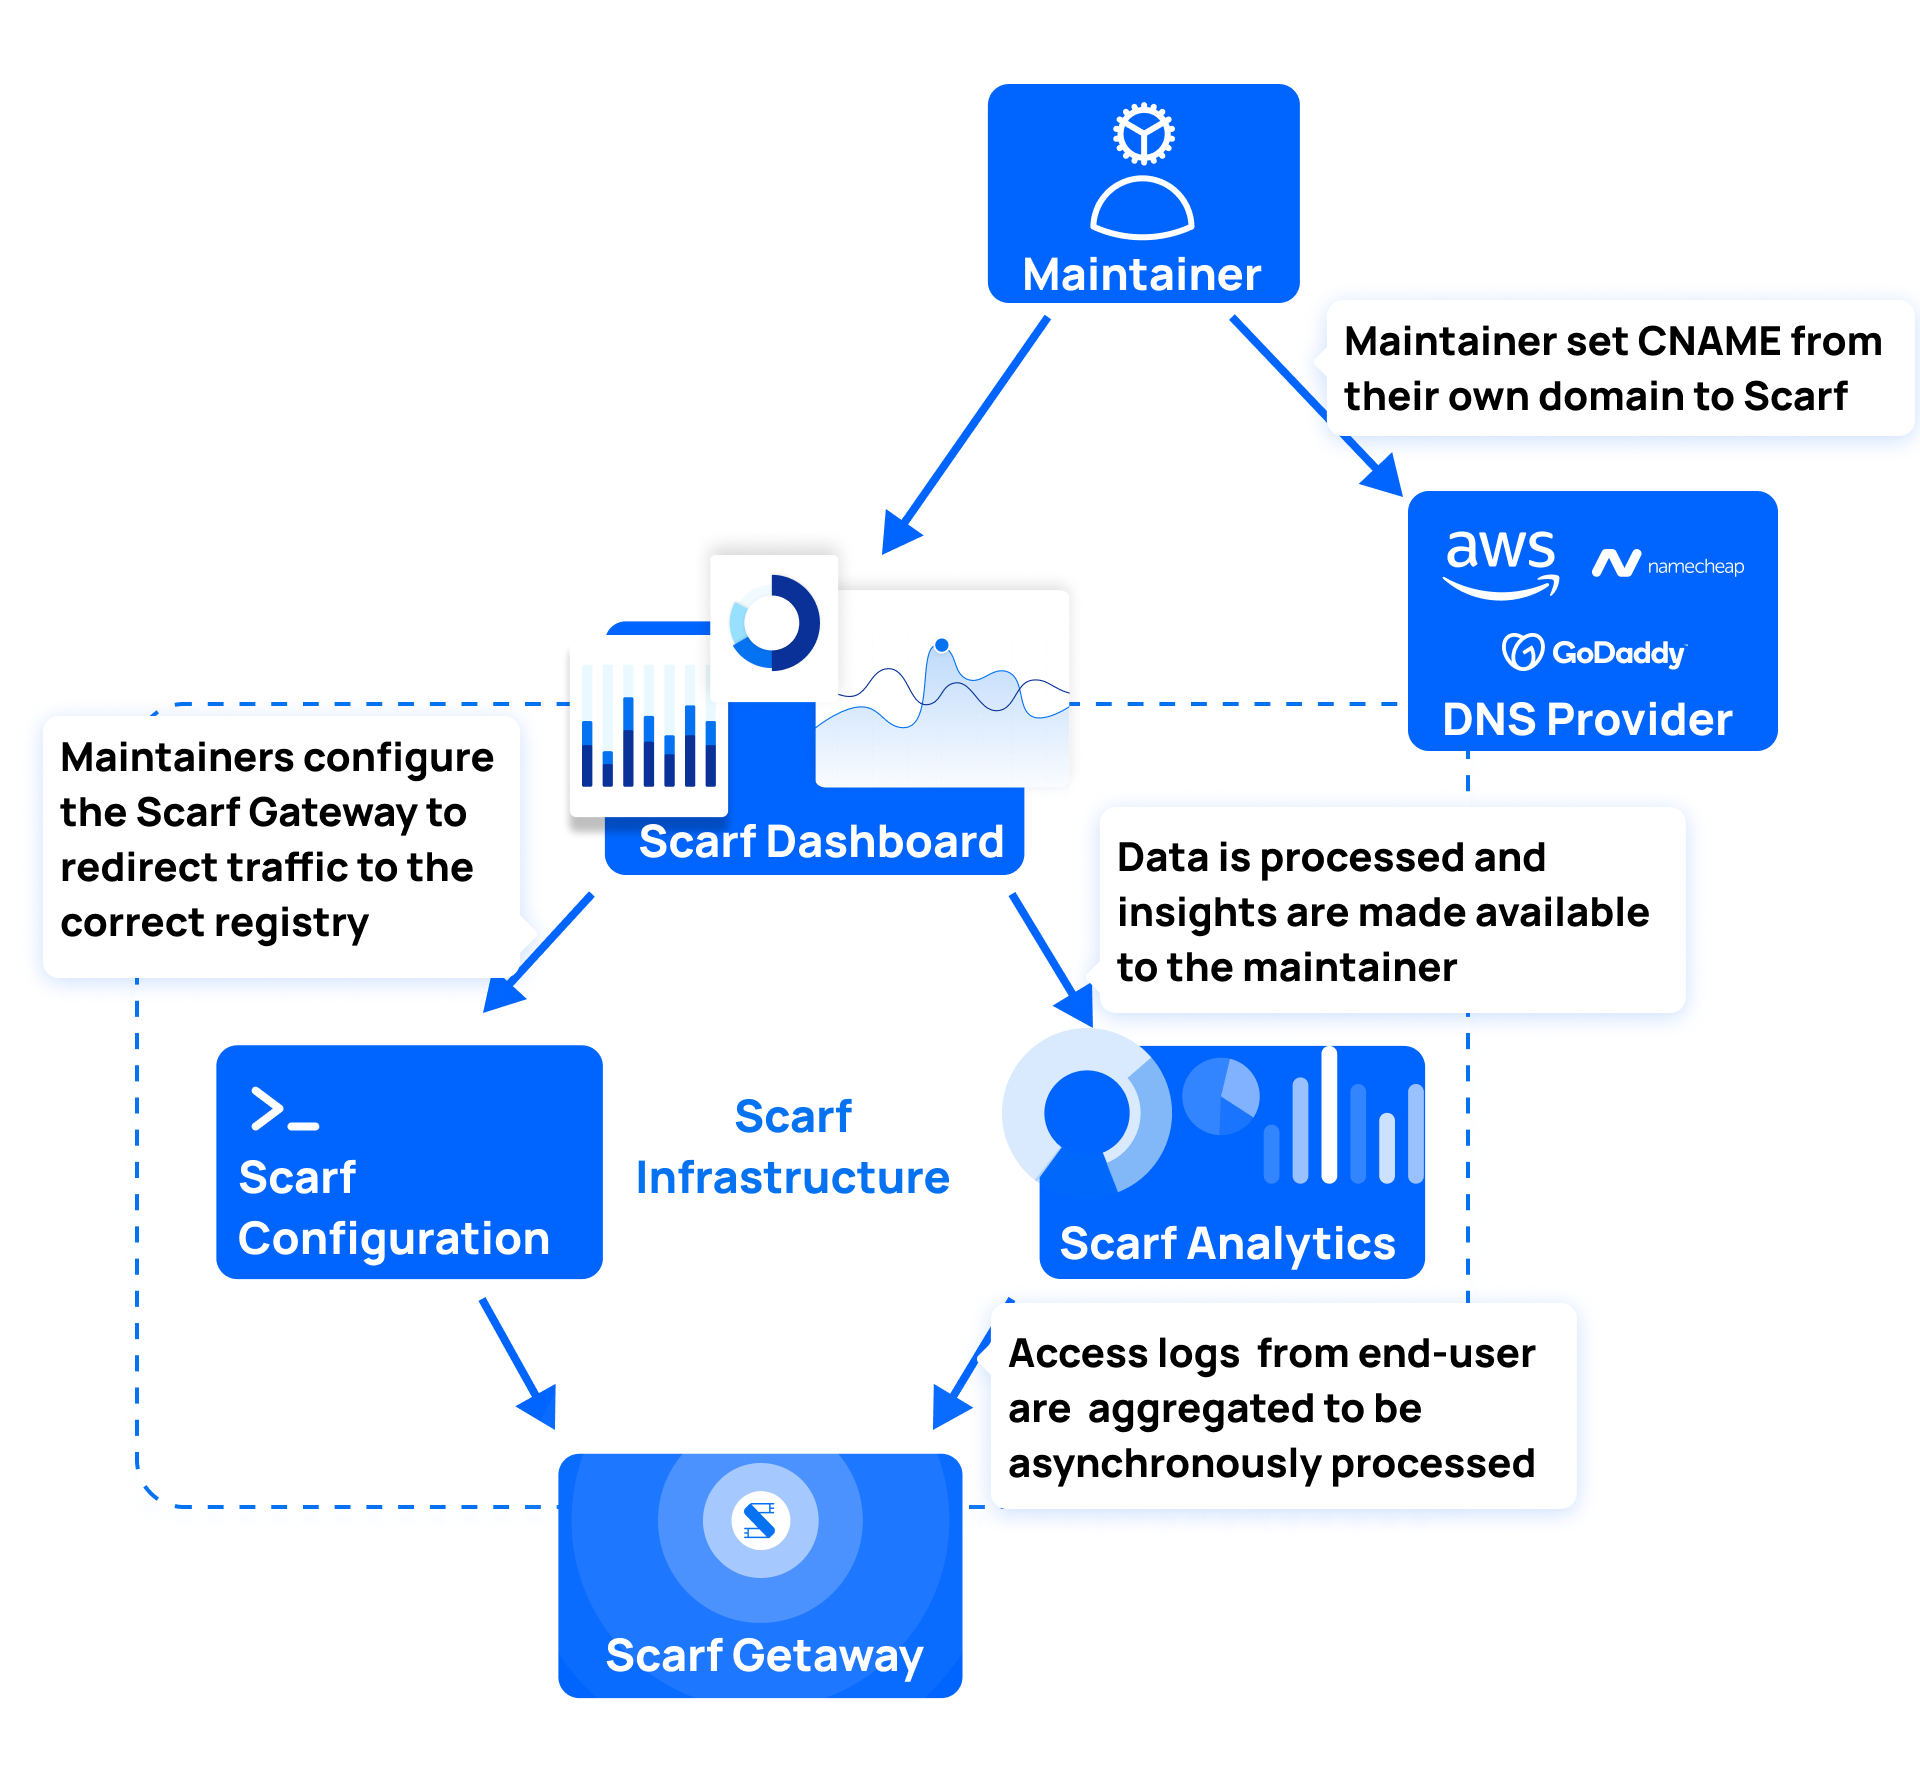 Maintainer
Maintainer set CNAME from
their own domain to Scarf
aws
namecheap
GoDaddy
DNS Provider
Maintainers configure
the Scarf Gateway to
redirect traffic to the
correct registry
Scarf Dashboard
Data is processed and
insights are made available
to the maintainer
Scarf
Configuration
Scarf
Infrastructure
Scarf Analytics
Access logs from end-user
are aggregated to be
asynchronously processed
Scarf Getaway